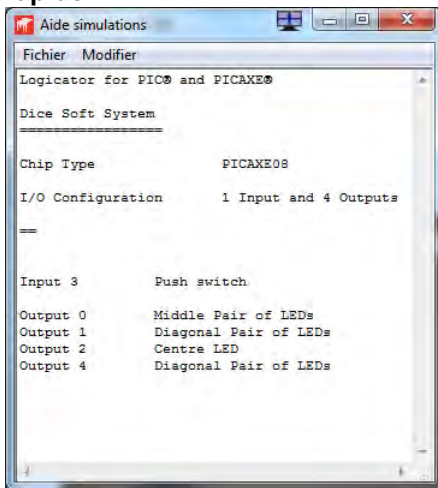 Aide simulations
Fichier Modifier
Logicator for PIC® and PICAXE®
Dice Soft System
=================
Chip Type PICAXE08
I/O Configuration 1 Input and 4 Outputs
==
Input 3 Push switch
Output 0 Middle Pair of LEDs
Output 1 Diagonal Pair of LEDs
Output 2 Centre LED
Output 4 Diagonal Pair of LEDs